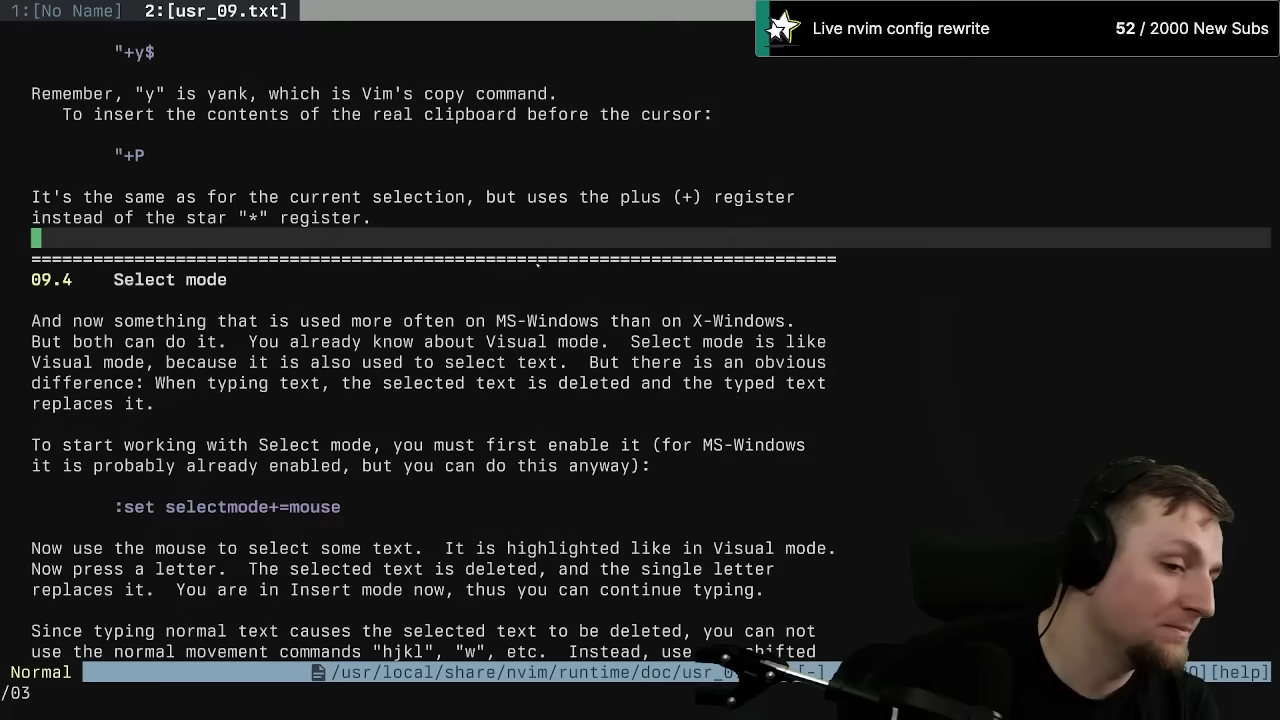 1:[No Name] 2:[usr_09.txt]
Live nvim config rewrite 52 / 2000 New Subs
"+y$
Remember, "y" is yank, which is Vim's copy command.
To insert the contents of the real clipboard before the cursor:
"+P
It's the same as for the current selection, but uses the plus (+) register
instead of the star "*" register.
==============================================================================
09.4 Select mode
And now something that is used more often on MS-Windows than on X-Windows.
But both can do it. You already know about Visual mode. Select mode is like
Visual mode, because it is also used to select text. But there is an obvious
difference: When typing text, the selected text is deleted and the typed text
replaces it.
To start working with Select mode, you must first enable it (for MS-Windows
it is probably already enabled, but you can do this anyway):
:set selectmode+=mouse
Now use the mouse to select some text. It is highlighted like in Visual mode.
Now press a letter. The selected text is deleted, and the single letter
replaces it. You are in Insert mode now, thus you can continue typing.
Since typing normal text causes the selected text to be deleted, you can not
use the normal movement commands "hjkl", "w", etc. Instead, use shifted
Normal /usr/local/share/nvim/runtime/doc/usr_0 [-] [help]
/03